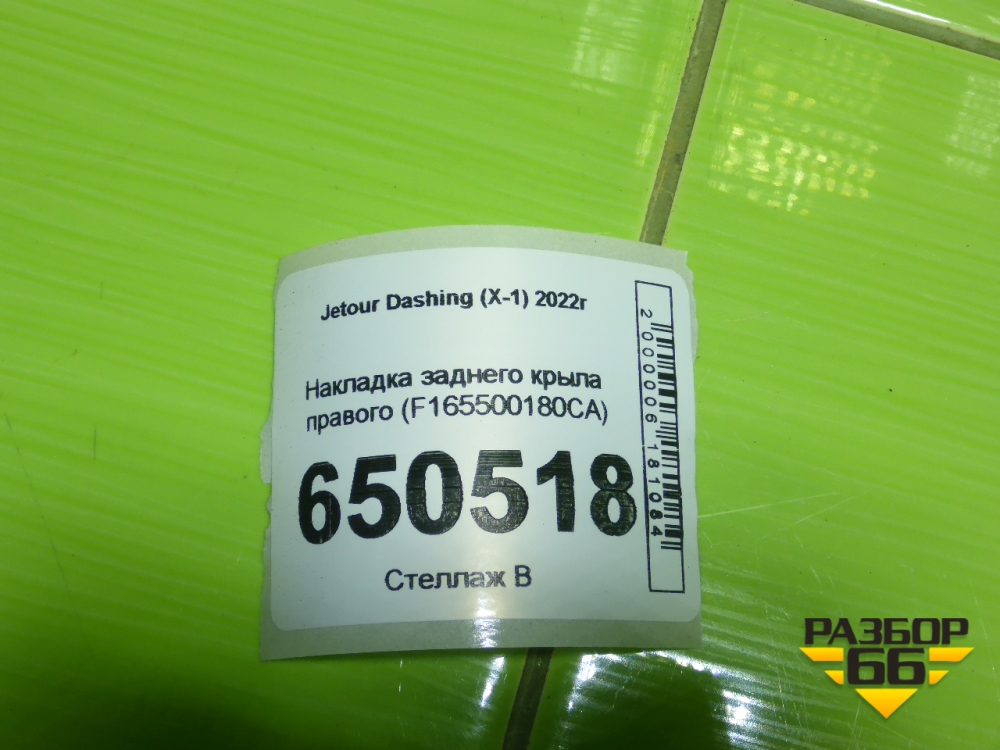 Jetour Dashing (X-1) 2022г
Накладка заднего крыла
правого (F165500180CA)
650518
Стеллаж В
2000006181084
РАЗБОР
66